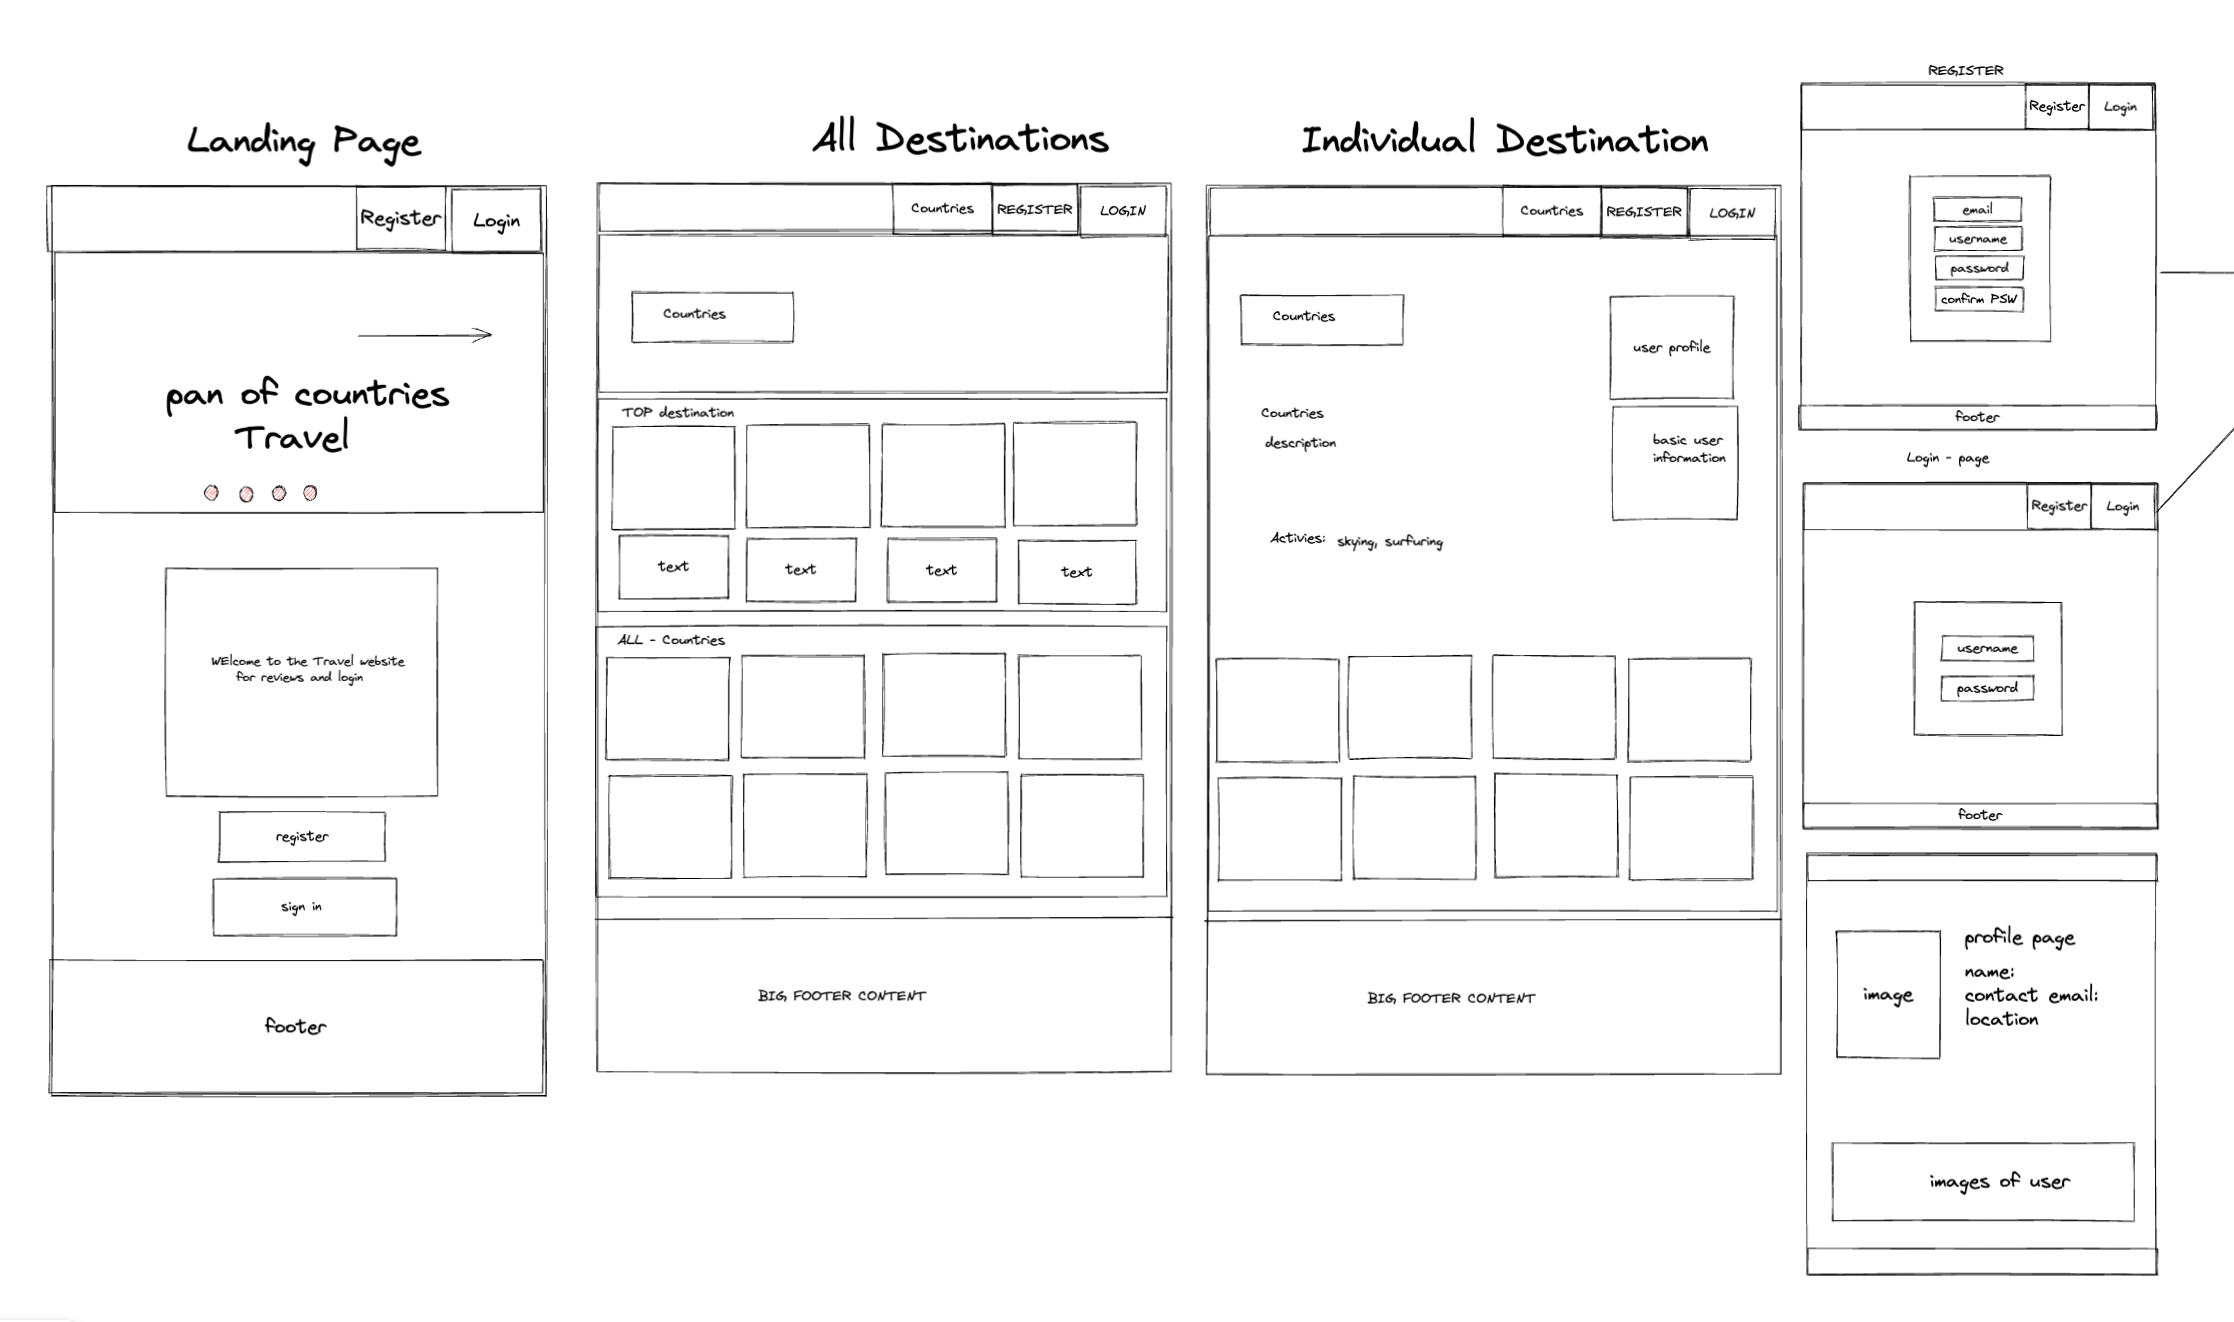 Landing Page
Register
Login
pan of countries
Travel
WElcome to the Travel website
for reviews and login
register
sign in
footer
All Destinations
Countries
REGISTER
LOGIN
Countries
TOP destination
text
text
text
text
ALL - Countries
BIG FOOTER CONTENT
Individual Destination
Countries
REGISTER
LOGIN
Countries
user profile
Countries
description
basic user
information
Activies: skying, surfuring
BIG FOOTER CONTENT
REGISTER
Register
Login
email
username
password
confirm PSW
footer
Login - page
Register
Login
username
password
footer
image
profile page
name:
contact email:
location
images of user